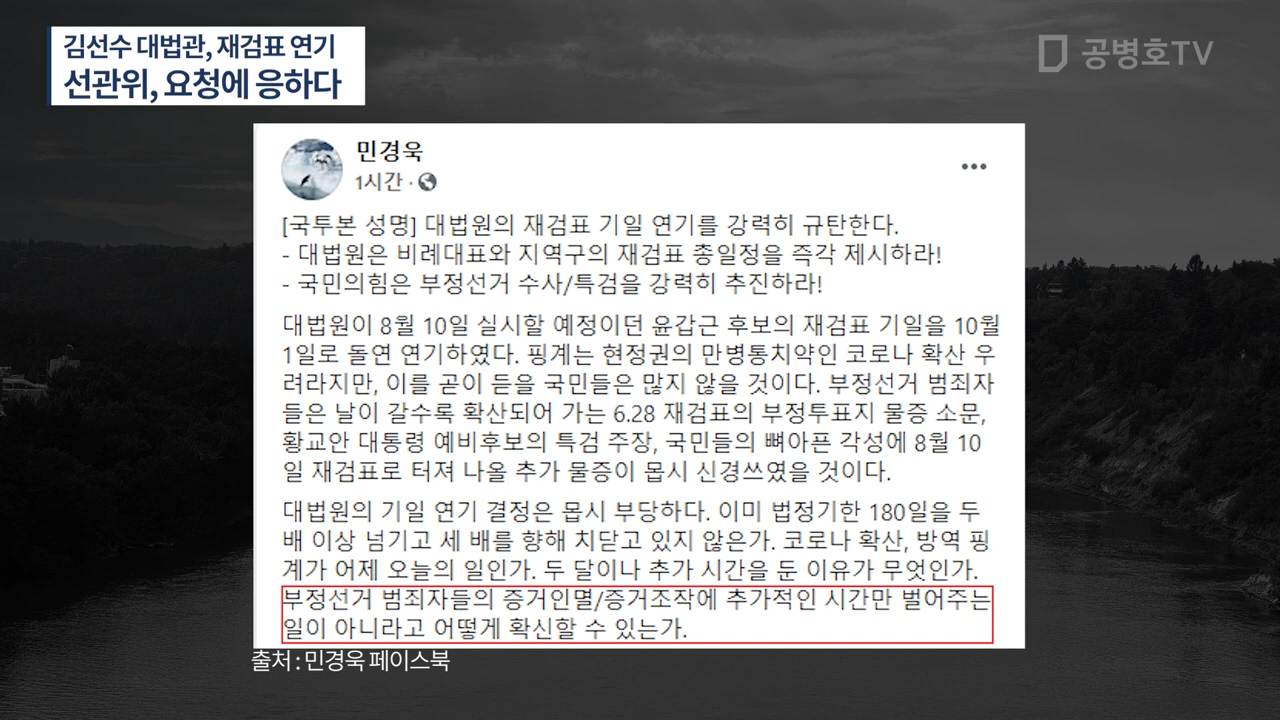 김선수 대법관, 재검표 연기
선관위, 요청에 응하다
공병호TV
민경욱
1시간 ·
[국투본 성명] 대법원의 재검표 기일 연기를 강력히 규탄한다.
- 대법원은 비례대표와 지역구의 재검표 총일정을 즉각 제시하라!
- 국민의힘은 부정선거 수사/특검을 강력히 추진하라!
대법원이 8월 10일 실시할 예정이던 윤갑근 후보의 재검표 기일을 10월
1일로 돌연 연기하였다. 핑계는 현정권의 만병통치약인 코로나 확산 우
려라지만, 이를 곧이 듣을 국민들은 많지 않을 것이다. 부정선거 범죄자
들은 날이 갈수록 확산되어 가는 6.28 재검표의 부정투표지 물증 소문,
황교안 대통령 예비후보의 특검 주장, 국민들의 뼈아픈 각성에 8월 10
일 재검표로 터져 나올 추가 물증이 몹시 신경쓰였을 것이다.
대법원의 기일 연기 결정은 몹시 부당하다. 이미 법정기한 180일을 두
배 이상 넘기고 세 배를 향해 치닫고 있지 않은가. 코로나 확산, 방역 핑
계가 어제 오늘의 일인가. 두 달이나 추가 시간을 둔 이유가 무엇인가.
부정선거 범죄자들의 증거인멸/증거조작에 추가적인 시간만 벌어주는
일이 아니라고 어떻게 확신할 수 있는가.
출처 : 민경욱 페이스북